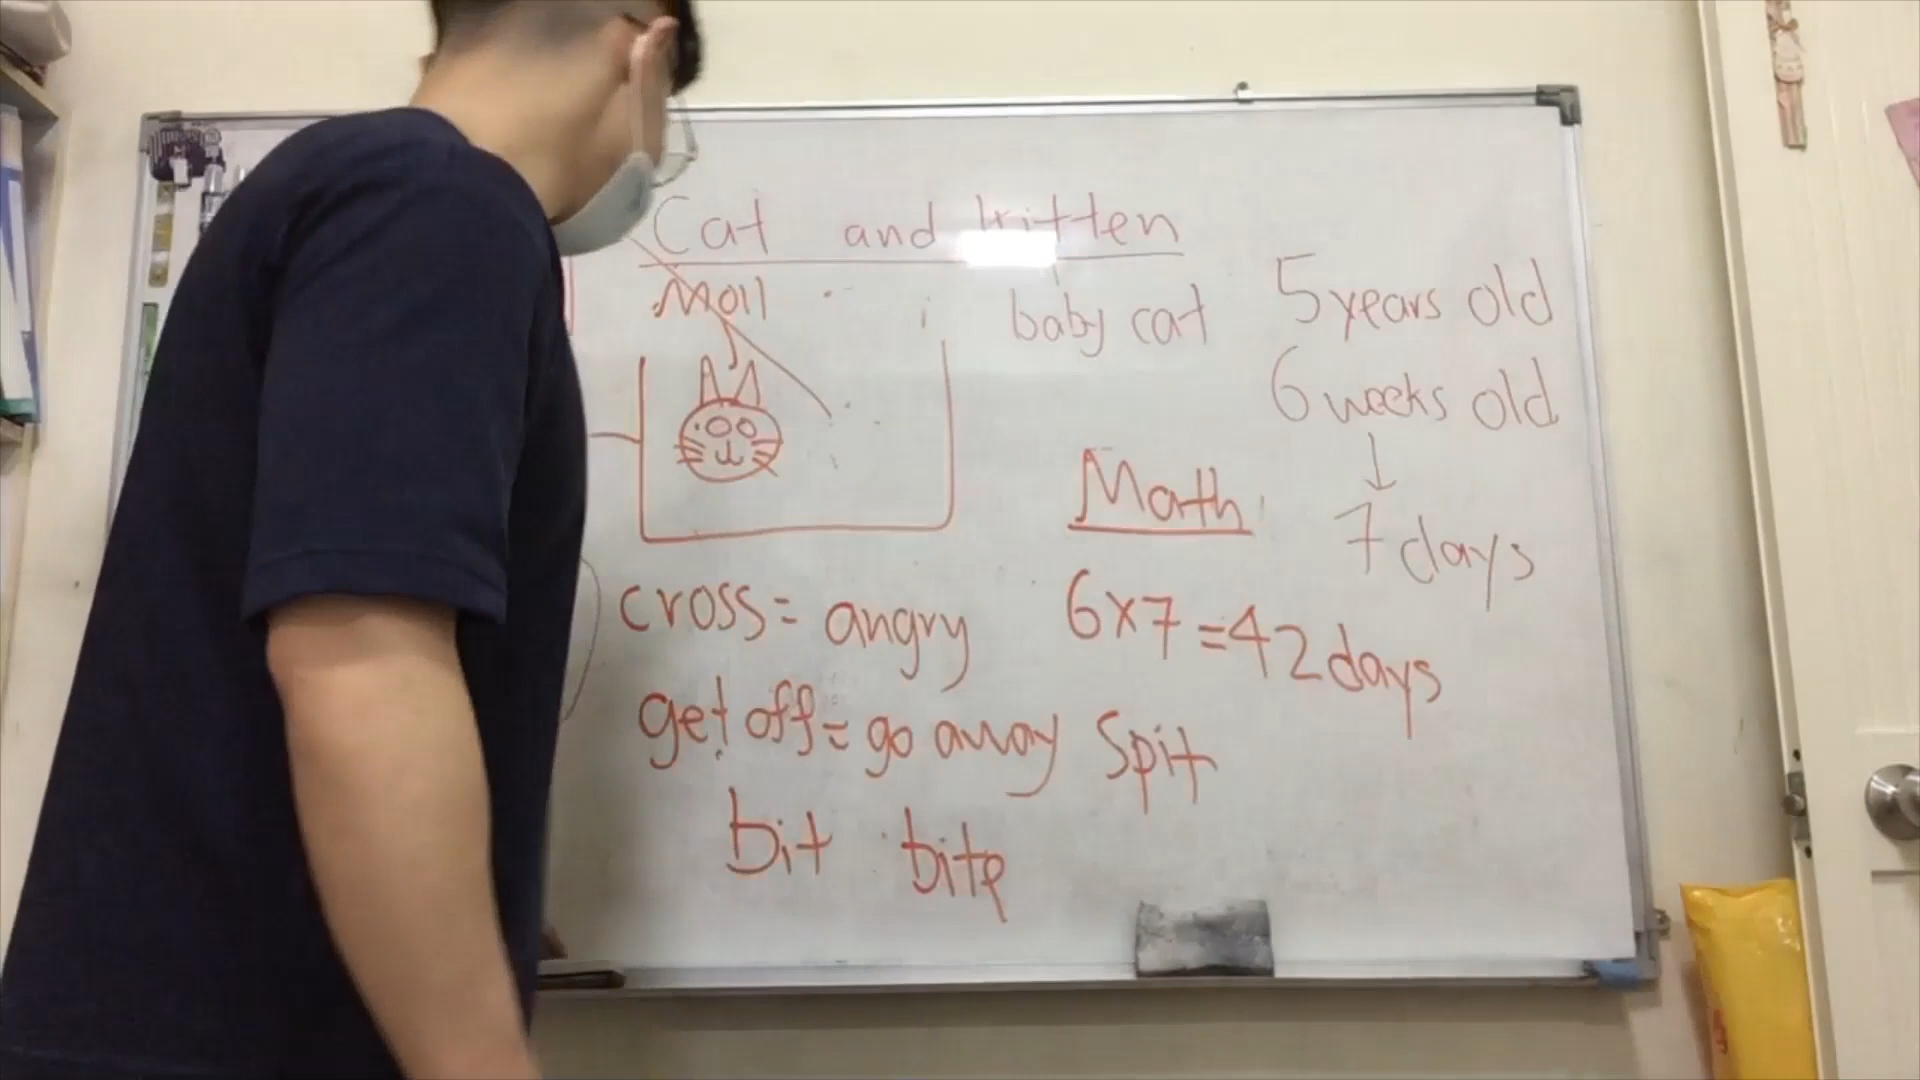 Cat and kitten
Moll
baby cat
5 years old
6 weeks old
7 days
Math
6x7=42 days
cross= angry
get off= go away
Spit
bit bite